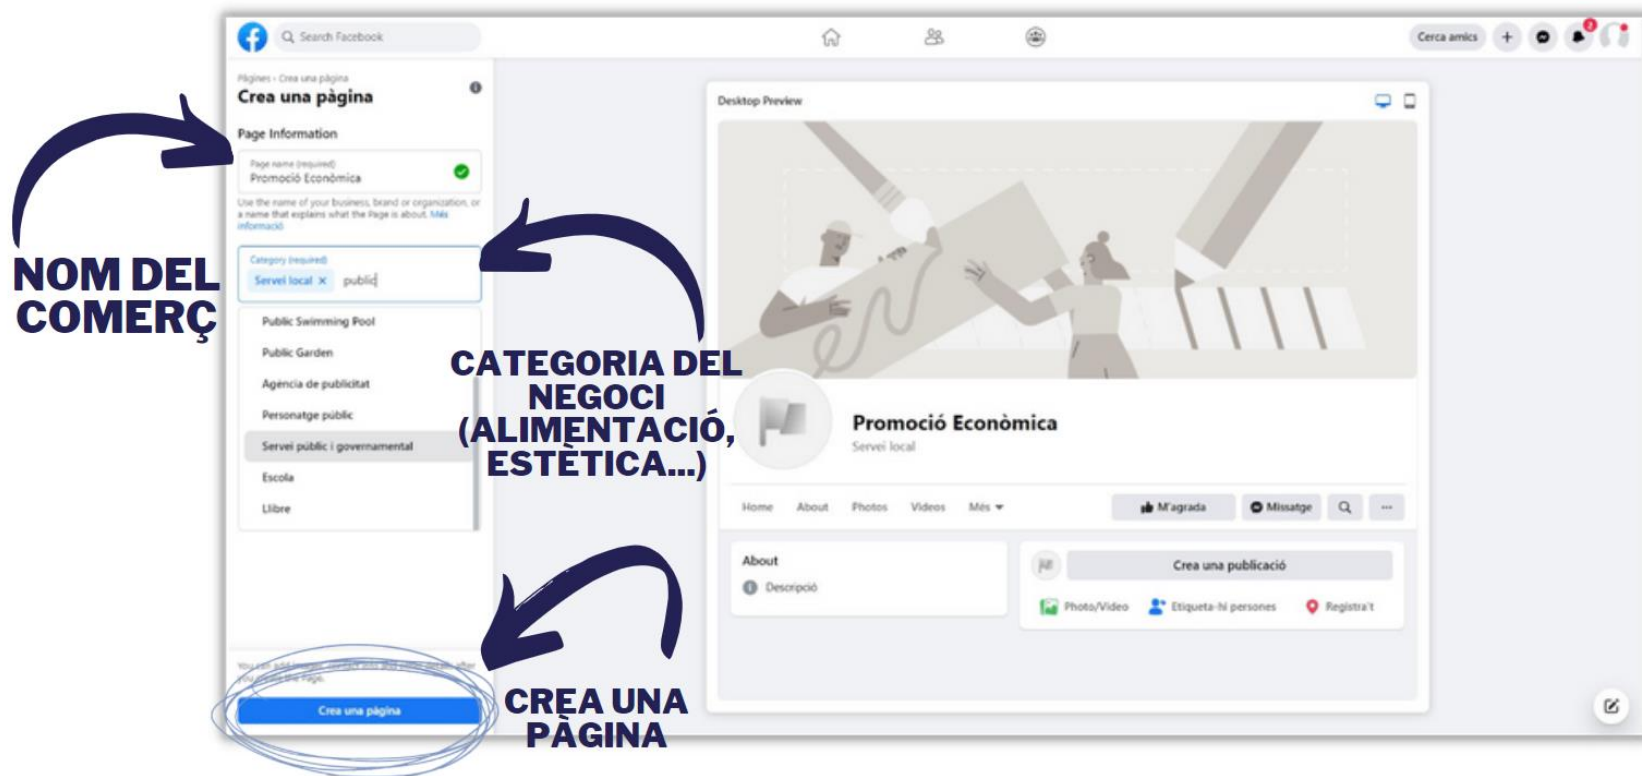 Search Facebook
Cerca amics
2
Pàgines › Crea una pàgina
Crea una pàgina
Page Information
Page name (required)
Promoció Econòmica
Use the name of your business, brand or organization, or
a name that explains what the Page is about. Més
informació
Category (required)
Servei local × public
Public Swimming Pool
Public Garden
Agència de publicitat
Personatge públic
Servei públic i governamental
Escola
Llibre
you create the Page.
Crea una pàgina
NOM DEL
COMERÇ
CATEGORIA DEL
NEGOCI
(ALIMENTACIÓ,
ESTÈTICA...)
CREA UNA
PÀGINA
Desktop Preview
Promoció Econòmica
Servei local
Home About Photos Videos Més
M'agrada Missatge ...
About
Descripció
Crea una publicació
Photo/Video Etiqueta-hi persones Registra't